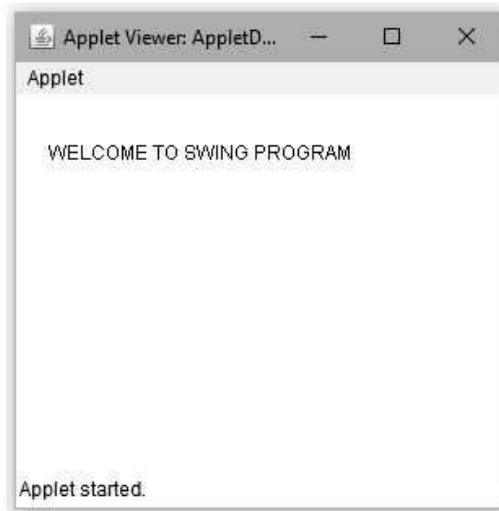 Applet Viewer: AppletD...
Applet
WELCOME TO SWING PROGRAM
Applet started.